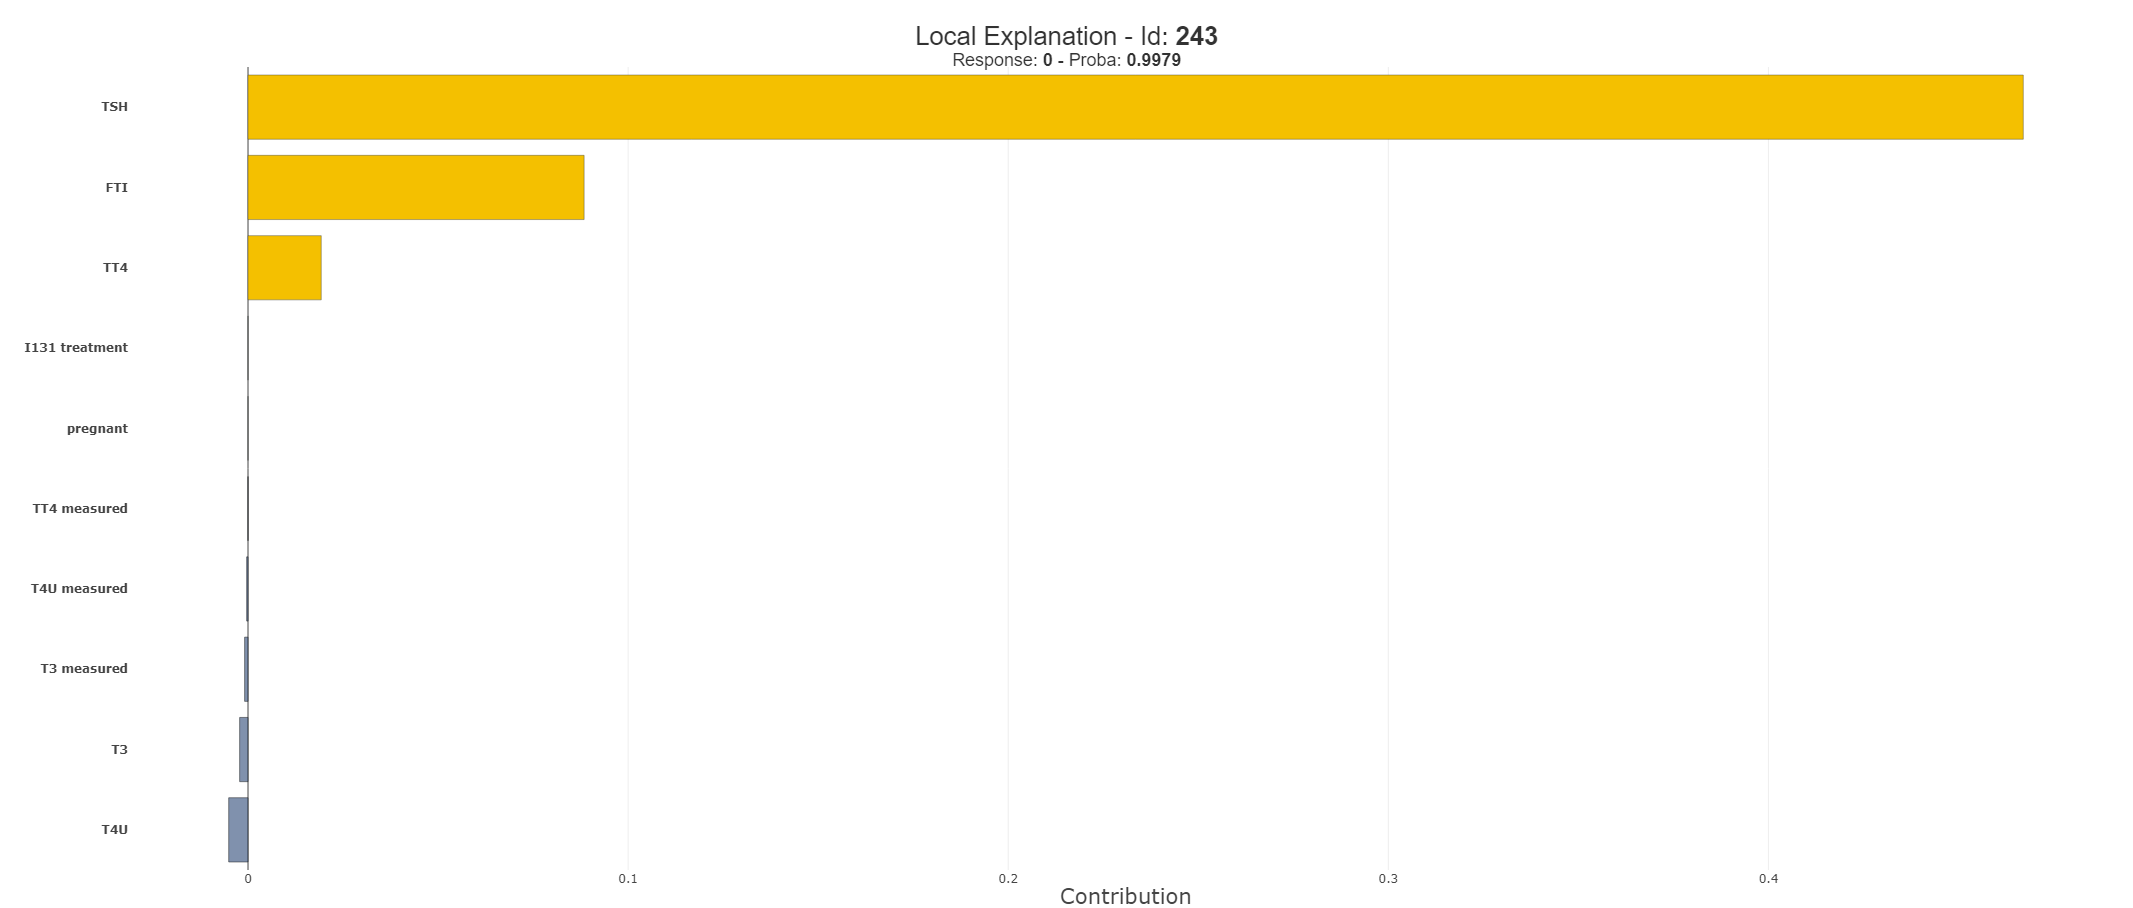 Local Explanation - Id: 243
Response: 0 - Proba: 0.9979
TSH
FTI
TT4
I131 treatment
pregnant
TT4 measured
T4U measured
T3 measured
T3
T4U
0 0.1 0.2 0.3 0.4
Contribution